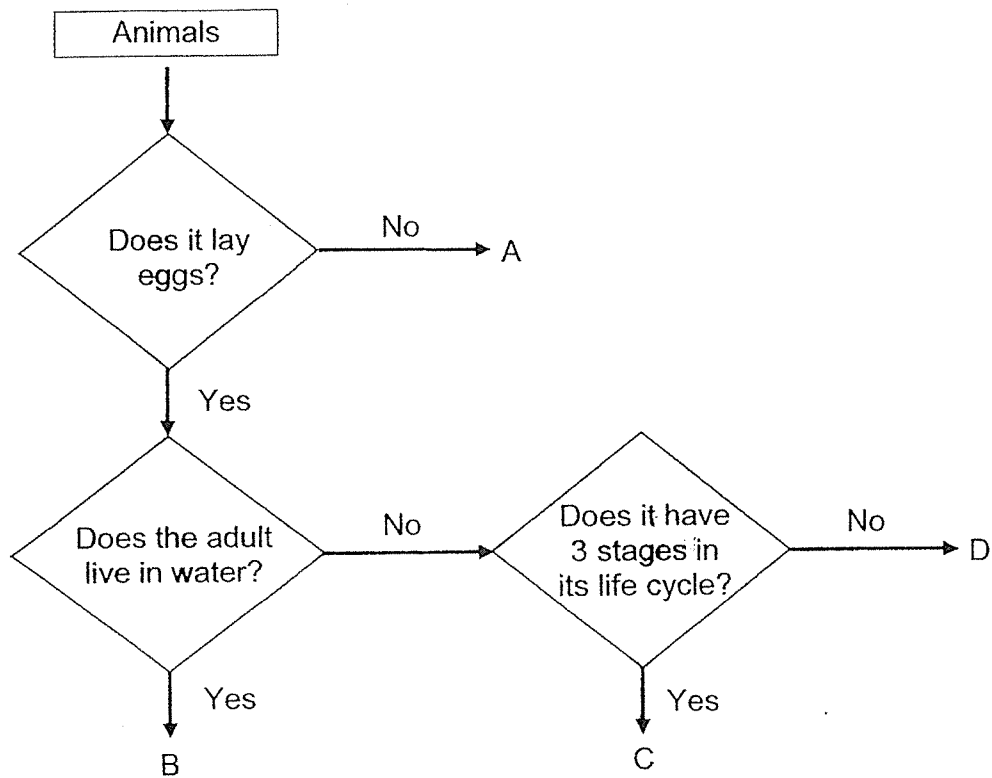 Animals
Does it lay
eggs?
No
A
Yes
Does the adult
live in water?
No
Does it have
3 stages in
its life cycle?
No
D
Yes
B
Yes
C